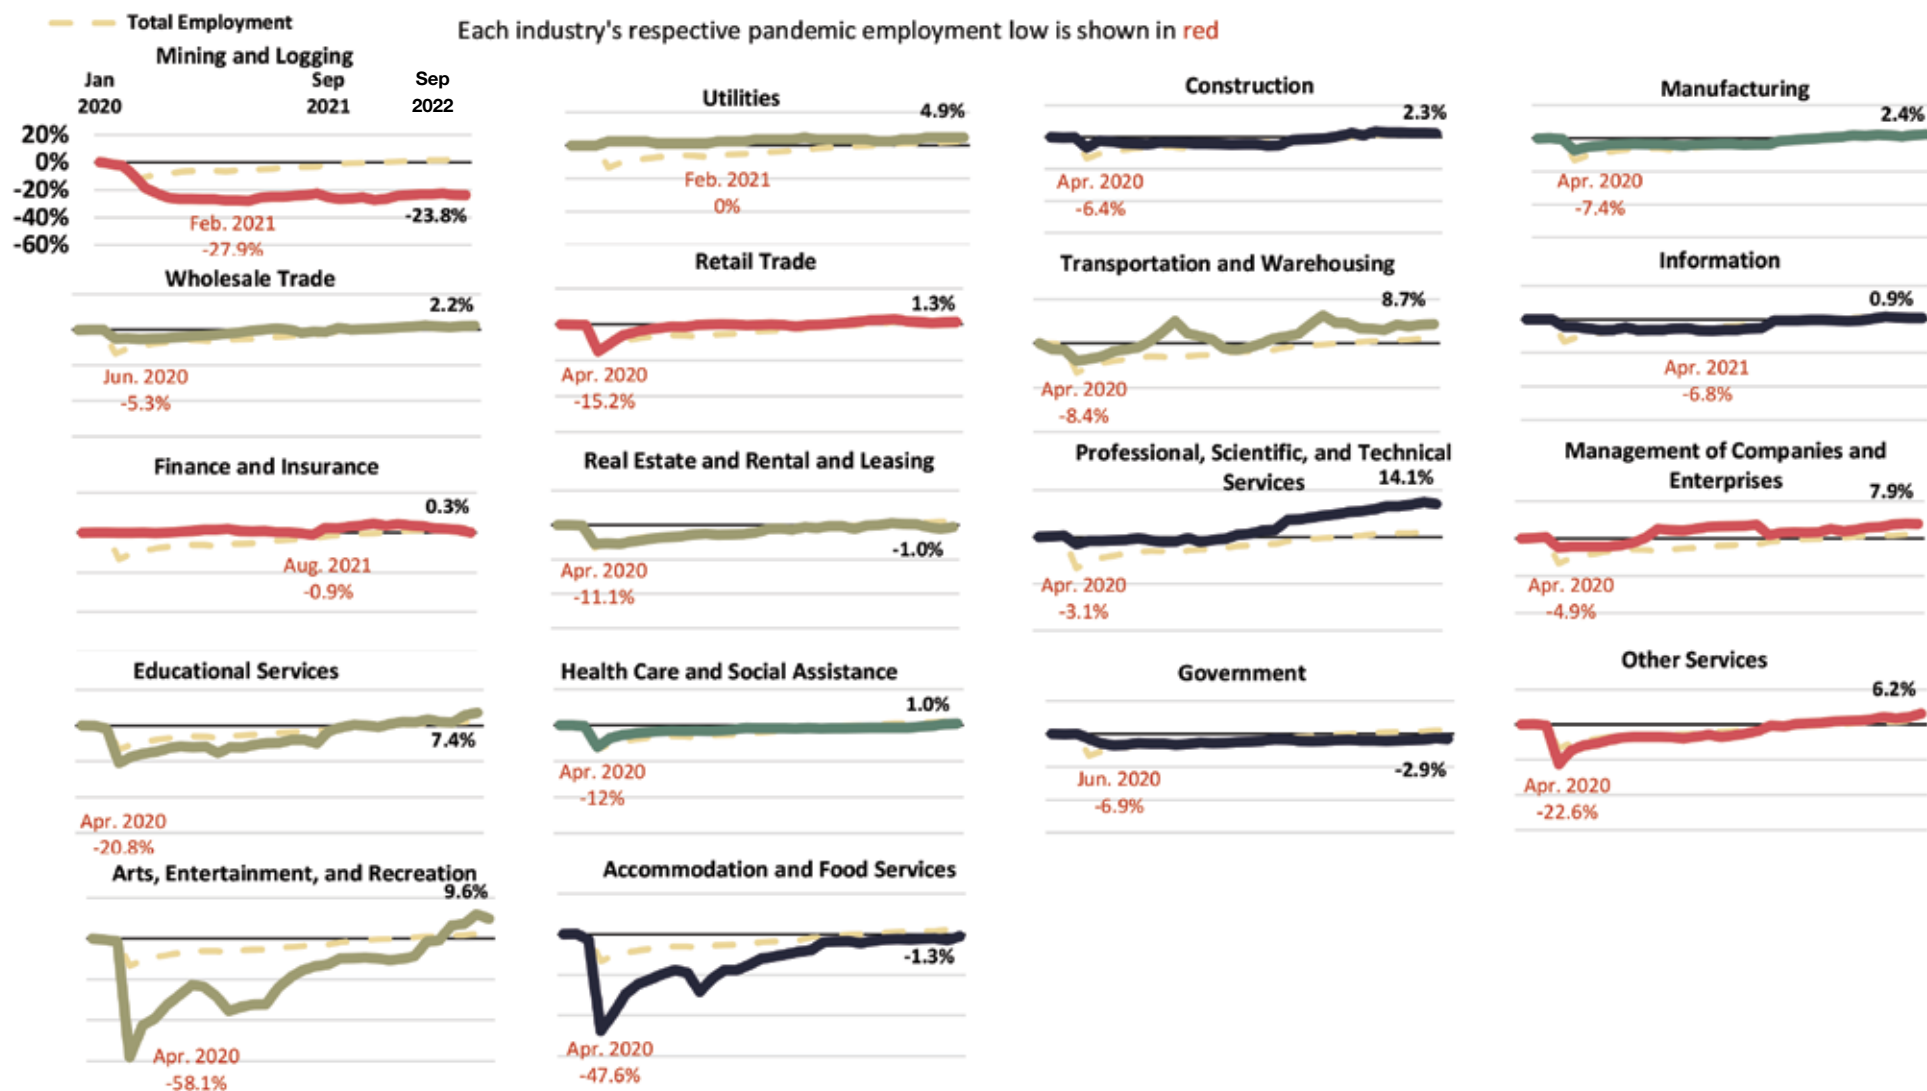 Total Employment
Each industry's respective pandemic employment low is shown in red
Mining and Logging
Jan
2020
Sep
2021
Sep
2022
20%
0%
-20%
-40%
-60%
Feb. 2021
-27.9%
-23.8%
Utilities
4.9%
Feb. 2021
0%
Construction
2.3%
Apr. 2020
-6.4%
Manufacturing
2.4%
Apr. 2020
-7.4%
Wholesale Trade
2.2%
Jun. 2020
-5.3%
Retail Trade
1.3%
Apr. 2020
-15.2%
Transportation and Warehousing
8.7%
Apr. 2020
-8.4%
Information
0.9%
Apr. 2021
-6.8%
Finance and Insurance
0.3%
Aug. 2021
-0.9%
Real Estate and Rental and Leasing
-1.0%
Apr. 2020
-11.1%
Professional, Scientific, and Technical
Services
14.1%
Apr. 2020
-3.1%
Management of Companies and
Enterprises
7.9%
Apr. 2020
-4.9%
Educational Services
7.4%
Apr. 2020
-20.8%
Health Care and Social Assistance
1.0%
Apr. 2020
-12%
Government
-2.9%
Jun. 2020
-6.9%
Other Services
6.2%
Apr. 2020
-22.6%
Arts, Entertainment, and Recreation
9.6%
Apr. 2020
-58.1%
Accommodation and Food Services
-1.3%
Apr. 2020
-47.6%